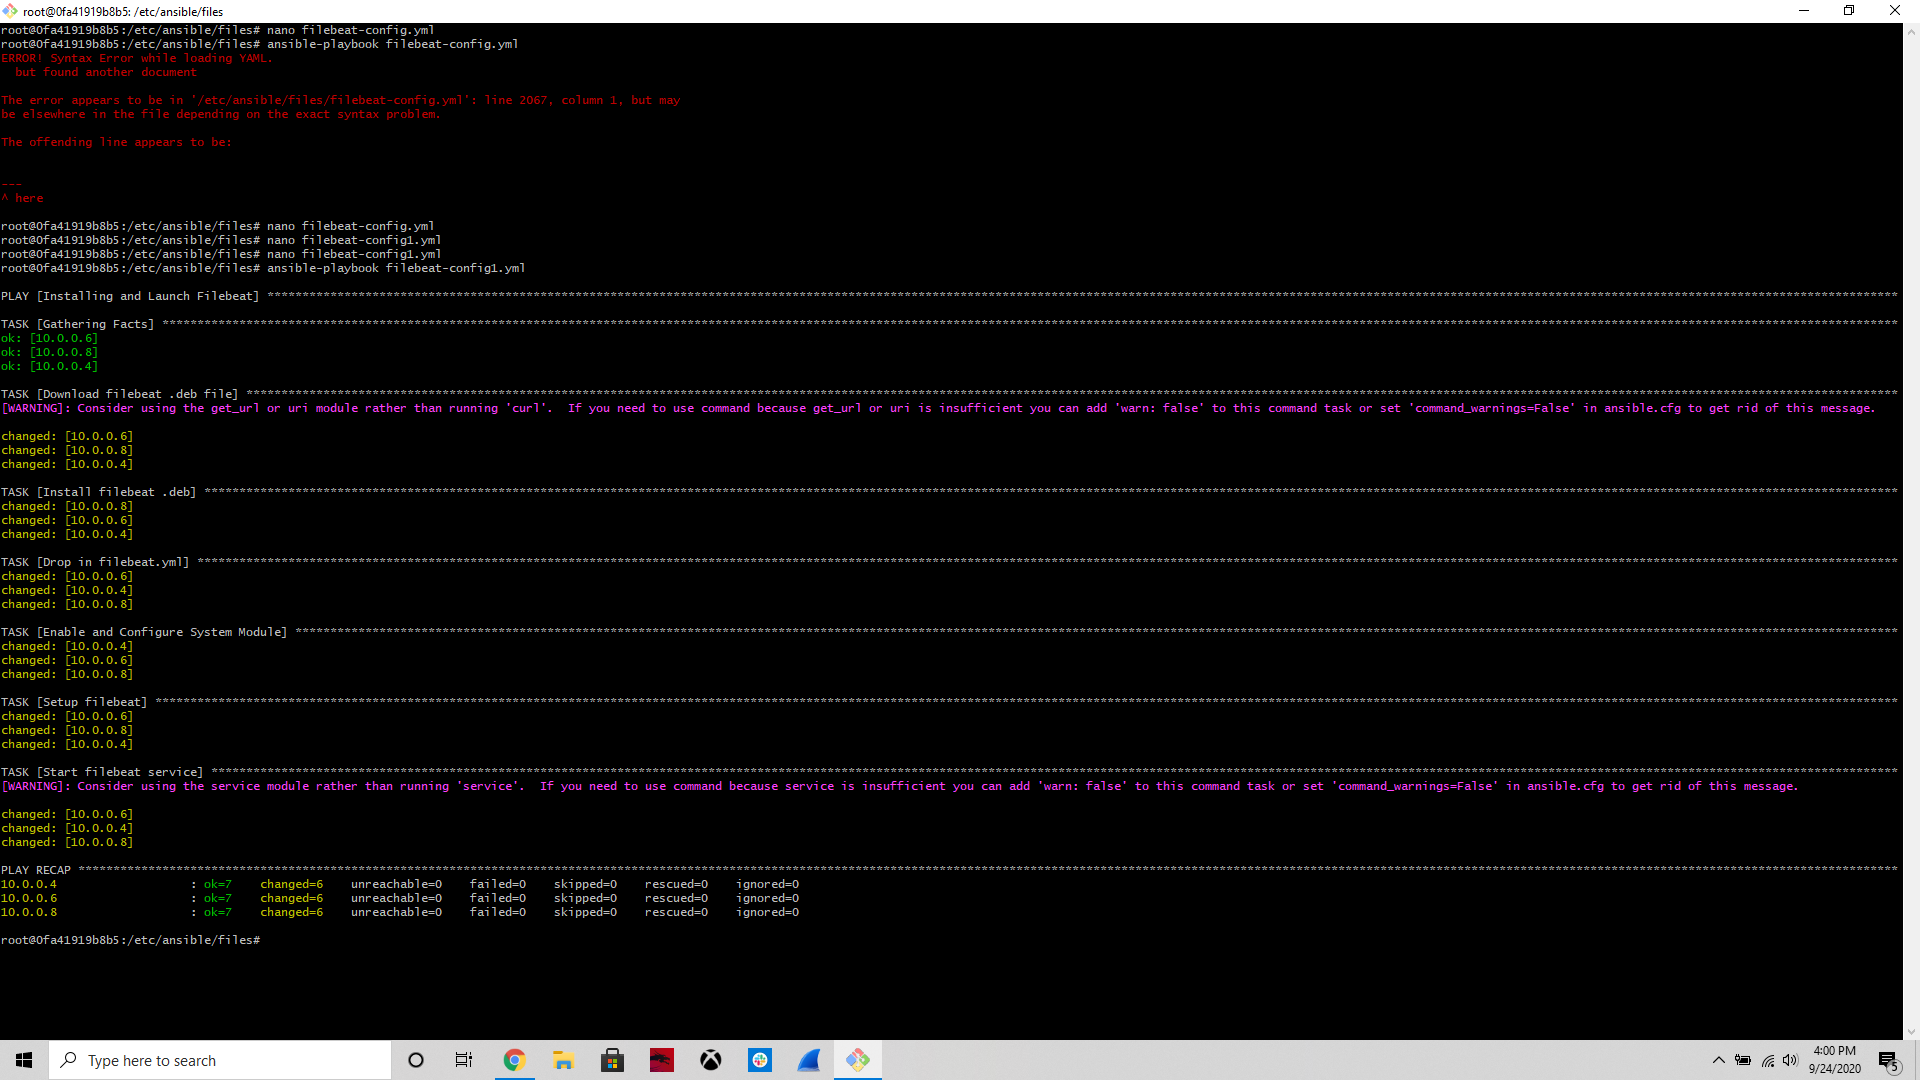 root@0fa41919b8b5: /etc/ansible/files
root@0fa41919b8b5:/etc/ansible/files# nano filebeat-config.yml
root@0fa41919b8b5:/etc/ansible/files# ansible-playbook filebeat-config.yml
ERROR! Syntax Error while loading YAML.
but found another document
The error appears to be in '/etc/ansible/files/filebeat-config.yml': line 2067, column 1, but may
be elsewhere in the file depending on the exact syntax problem.
The offending line appears to be:
---
^ here
root@0fa41919b8b5:/etc/ansible/files# nano filebeat-config.yml
root@0fa41919b8b5:/etc/ansible/files# nano filebeat-config1.yml
root@0fa41919b8b5:/etc/ansible/files# nano filebeat-config1.yml
root@0fa41919b8b5:/etc/ansible/files# ansible-playbook filebeat-config1.yml
PLAY [Installing and Launch Filebeat] ****
TASK [Gathering Facts] ****
ok: [10.0.0.6]
ok: [10.0.0.8]
ok: [10.0.0.4]
TASK [Download filebeat .deb file] ****
[WARNING]: Consider using the get_url or uri module rather than running 'curl'.  If you need to use command because get_url or uri is insufficient you can add 'warn: false' to this command task or set 'command_warnings=False' in ansible.cfg to get rid of this message.
changed: [10.0.0.6]
changed: [10.0.0.8]
changed: [10.0.0.4]
TASK [Install filebeat .deb] ****
changed: [10.0.0.8]
changed: [10.0.0.6]
changed: [10.0.0.4]
TASK [Drop in filebeat.yml] ****
changed: [10.0.0.6]
changed: [10.0.0.4]
changed: [10.0.0.8]
TASK [Enable and Configure System Module] ****
changed: [10.0.0.4]
changed: [10.0.0.6]
changed: [10.0.0.8]
TASK [Setup filebeat] ****
changed: [10.0.0.6]
changed: [10.0.0.8]
changed: [10.0.0.4]
TASK [Start filebeat service] ****
[WARNING]: Consider using the service module rather than running 'service'.  If you need to use command because service is insufficient you can add 'warn: false' to this command task or set 'command_warnings=False' in ansible.cfg to get rid of this message.
changed: [10.0.0.6]
changed: [10.0.0.4]
changed: [10.0.0.8]
PLAY RECAP ****
10.0.0.4 : ok=7 changed=6 unreachable=0 failed=0 skipped=0 rescued=0 ignored=0
10.0.0.6 : ok=7 changed=6 unreachable=0 failed=0 skipped=0 rescued=0 ignored=0
10.0.0.8 : ok=7 changed=6 unreachable=0 failed=0 skipped=0 rescued=0 ignored=0
root@0fa41919b8b5:/etc/ansible/files#
Type here to search
4:00 PM
9/24/2020
5